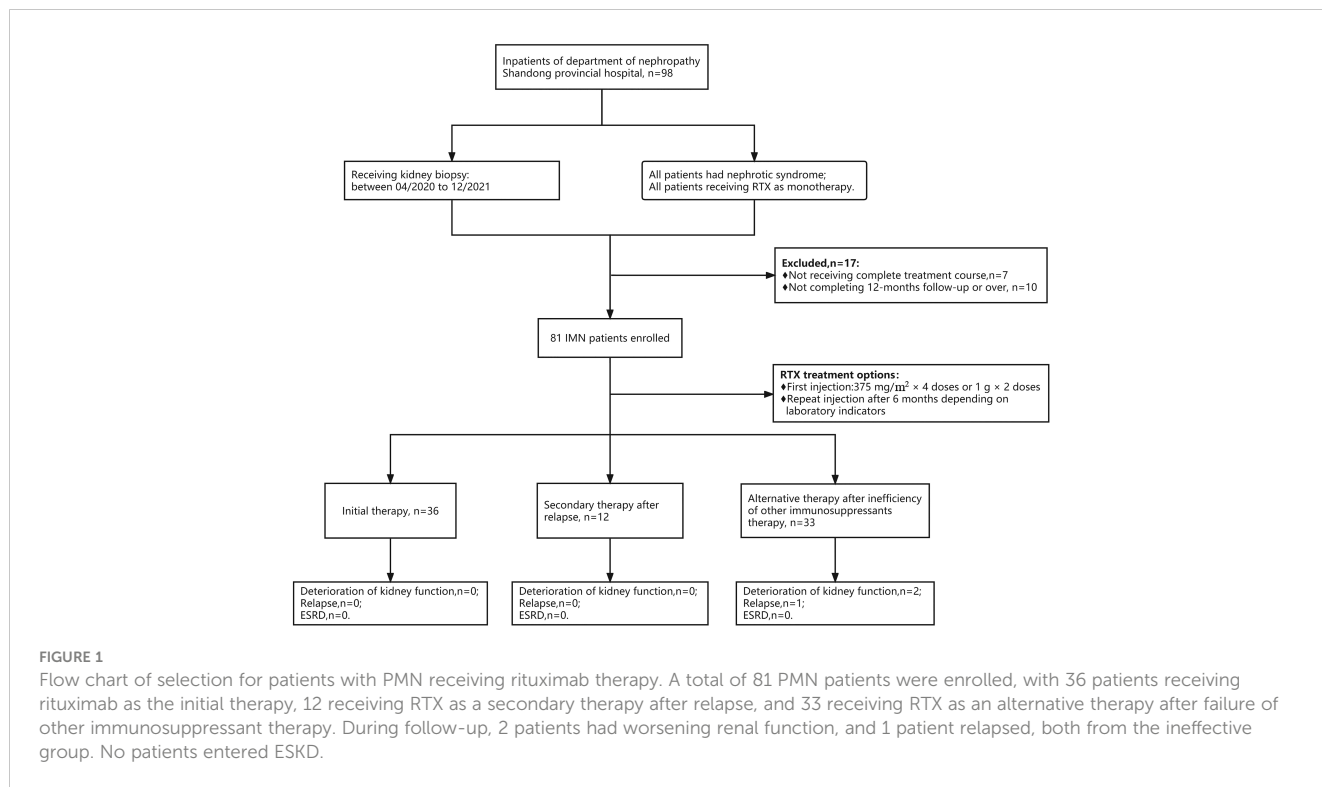 Inpatients of department of nephropathy
Shandong provincial hospital, n=98
Receiving kidney biopsy:
between 04/2020 to 12/2021
All patients had nephrotic syndrome;
All patients receiving RTX as monotherapy.
Excluded,n=17:
♦Not receiving complete treatment course,n=7
♦Not completing 12-months follow-up or over, n=10
81 IMN patients enrolled
RTX treatment options:
♦First injection:375 mg/m² × 4 doses or 1 g × 2 doses
♦Repeat injection after 6 months depending on
laboratory indicators
Initial therapy, n=36
Secondary therapy after
relapse, n=12
Alternative therapy after inefficiency
of other immunosuppressants
therapy, n=33
Deterioration of kidney function,n=0;
Relapse,n=0;
ESRD,n=0.
Deterioration of kidney function,n=0;
Relapse,n=0;
ESRD,n=0.
Deterioration of kidney function,n=2;
Relapse,n=1;
ESRD,n=0.
FIGURE 1
Flow chart of selection for patients with PMN receiving rituximab therapy. A total of 81 PMN patients were enrolled, with 36 patients receiving
rituximab as the initial therapy, 12 receiving RTX as a secondary therapy after relapse, and 33 receiving RTX as an alternative therapy after failure of
other immunosuppressant therapy. During follow-up, 2 patients had worsening renal function, and 1 patient relapsed, both from the ineffective
group. No patients entered ESKD.